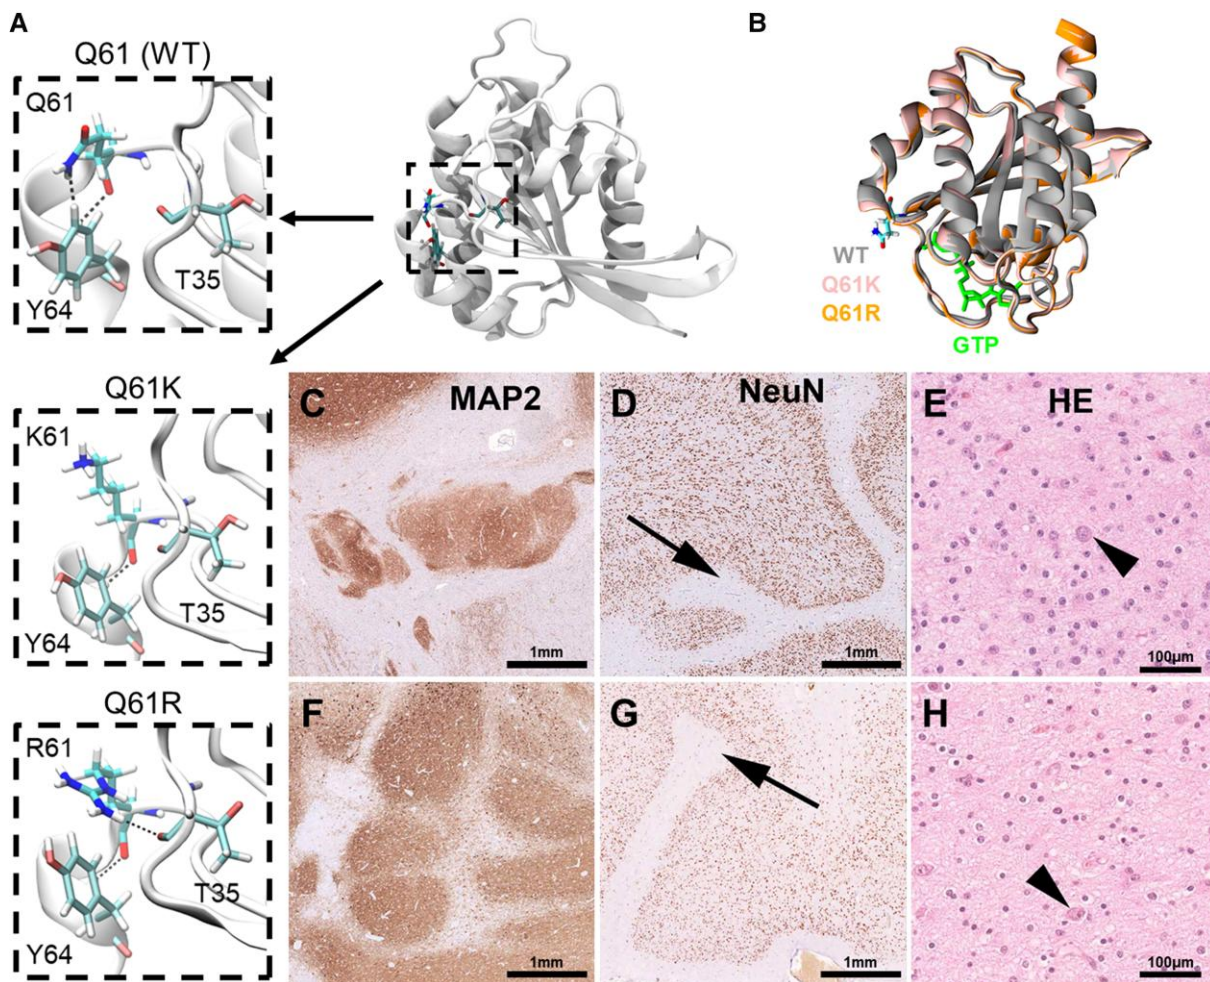 A
B
Q61 (WT)
Q61
T35
Y64
WT
Q61K
Q61R
GTP
Q61K
K61
T35
Y64
C
MAP2
1mm
D
NeuN
1mm
E
HE
100µm
Q61R
R61
T35
Y64
F
1mm
G
1mm
H
100µm